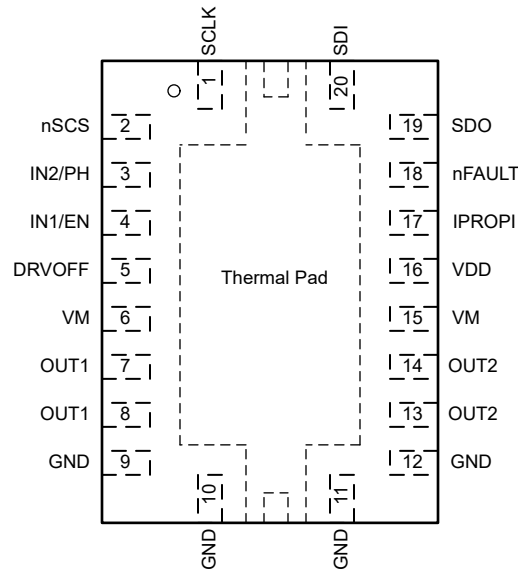 SCLK SDI
1 20
nSCS 2 19 SDO
IN2/PH 3 18 nFAULT
IN1/EN 4 17 IPROPI
DRVOFF 5 16 VDD
Thermal Pad
VM 6 15 VM
OUT1 7 14 OUT2
OUT1 8 13 OUT2
GND 9 12 GND
10 11
GND GND